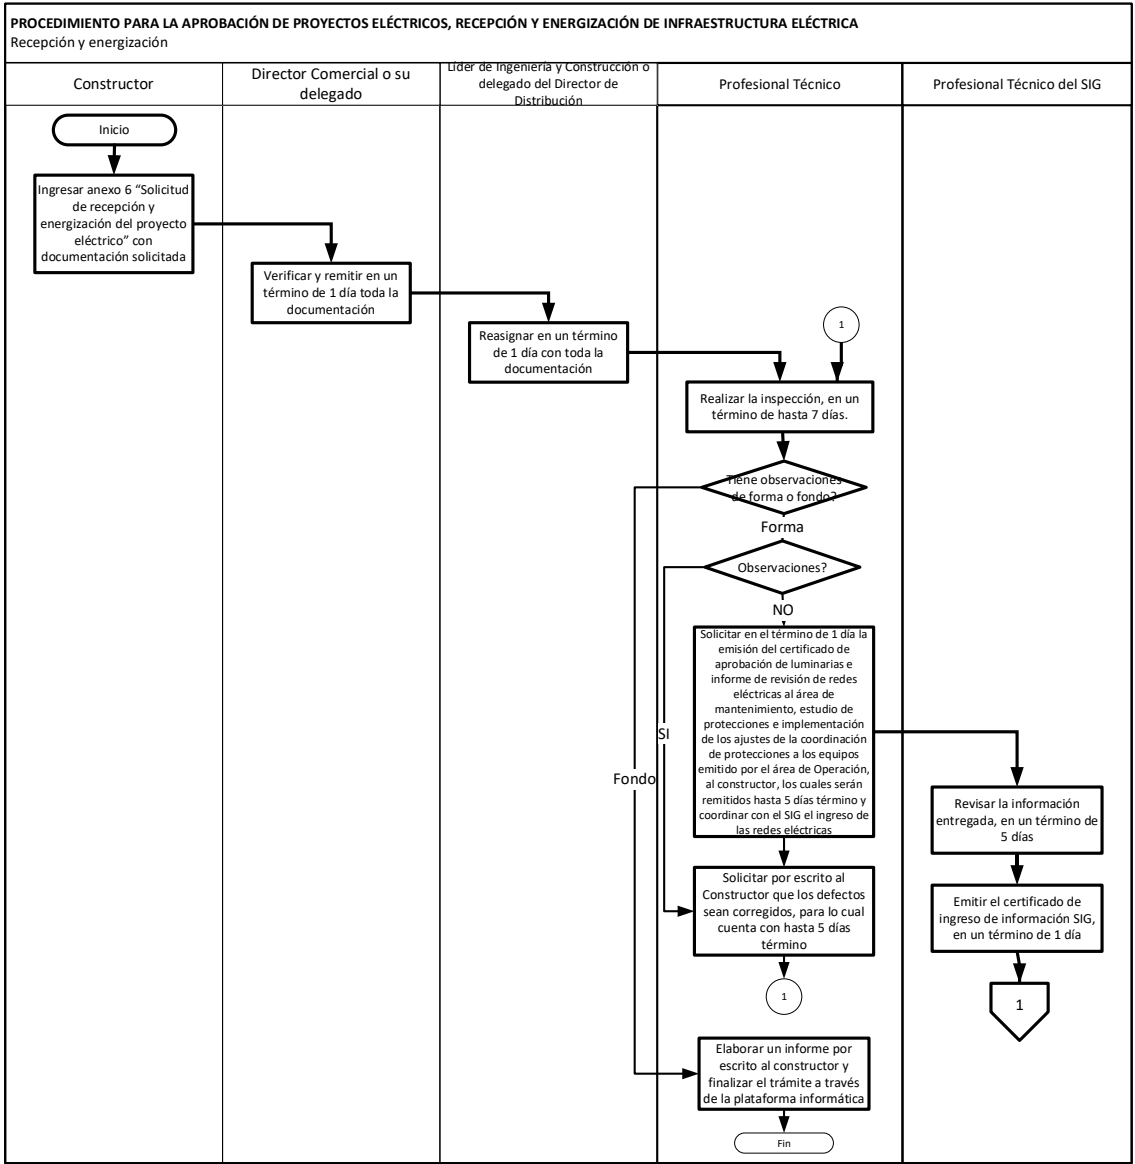 PROCEDIMIENTO PARA LA APROBACIÓN DE PROYECTOS ELÉCTRICOS, RECEPCIÓN Y ENERGIZACIÓN DE INFRAESTRUCTURA ELÉCTRICA
Recepción y energización
Constructor
Director Comercial o su
delegado
Líder de Ingeniería y Construcción o
delegado del Director de
Distribución
Profesional Técnico
Profesional Técnico del SIG
Inicio
Ingresar anexo 6 “Solicitud
de recepción y
energización del proyecto
eléctrico” con
documentación solicitada
Verificar y remitir en un
término de 1 día toda la
documentación
Reasignar en un término
de 1 día con toda la
documentación
1
Realizar la inspección, en un
término de hasta 7 días.
Tiene observaciones
de forma o fondo?
Forma
Observaciones?
NO
Solicitar en el término de 1 día la
emisión del certificado de
aprobación de luminarias e
informe de revisión de redes
eléctricas al área de
mantenimiento, estudio de
protecciones e implementación
de los ajustes de la coordinación
de protecciones a los equipos
emitido por el área de Operación,
al constructor, los cuales serán
remitidos hasta 5 días término y
coordinar con el SIG el ingreso de
las redes eléctricas
SI
Fondo
Revisar la información
entregada, en un término de
5 días
Solicitar por escrito al
Constructor que los defectos
sean corregidos, para lo cual
cuenta con hasta 5 días
término
Emitir el certificado de
ingreso de información SIG,
en un término de 1 día
1
1
Elaborar un informe por
escrito al constructor y
finalizar el trámite a través
de la plataforma informática
Fin